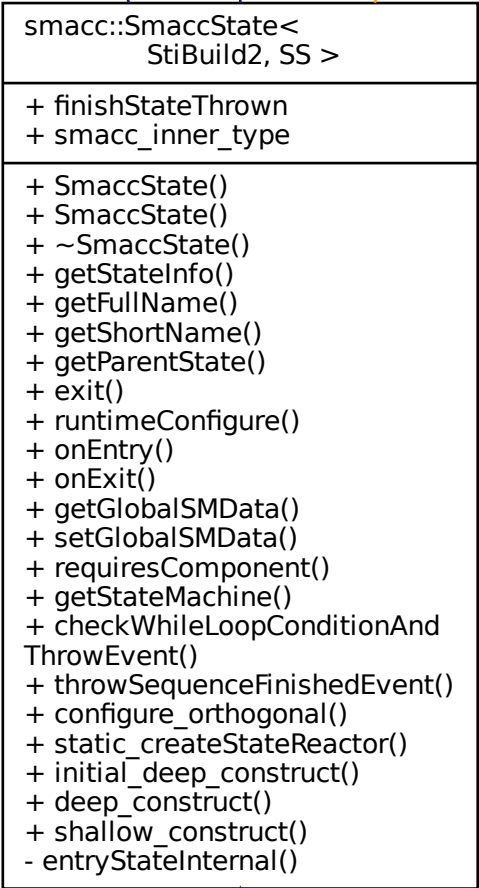 smacc::SmaccState<
StiBuild2, SS >
+ finishStateThrown
+ smacc_inner_type
+ SmaccState()
+ SmaccState()
+ ~SmaccState()
+ getStateInfo()
+ getFullName()
+ getShortName()
+ getParentState()
+ exit()
+ runtimeConfigure()
+ onEntry()
+ onExit()
+ getGlobalSMData()
+ setGlobalSMData()
+ requiresComponent()
+ getStateMachine()
+ checkWhileLoopConditionAnd
ThrowEvent()
+ throwSequenceFinishedEvent()
+ configure_orthogonal()
+ static_createStateReactor()
+ initial_deep_construct()
+ deep_construct()
+ shallow_construct()
- entryStateInternal()